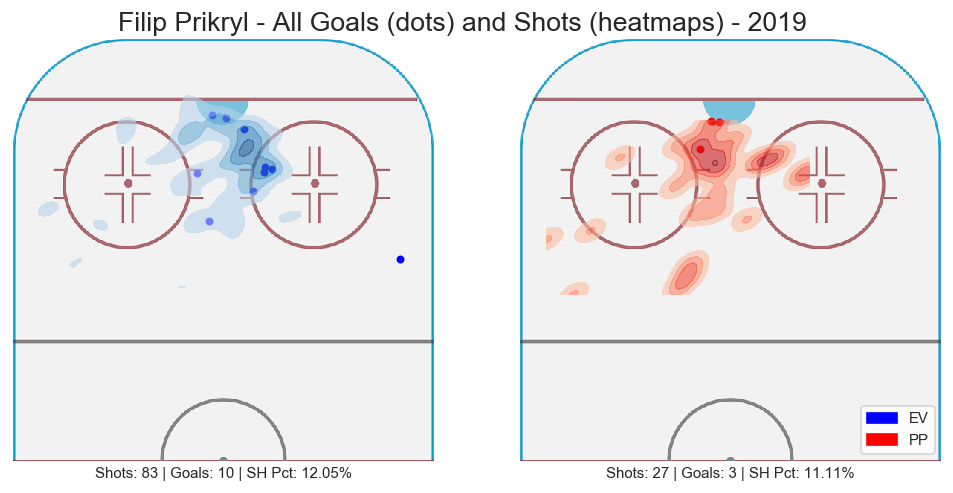 Filip Prikryl - All Goals (dots) and Shots (heatmaps) - 2019
EV
PP
Shots: 83 | Goals: 10 | SH Pct: 12.05%
Shots: 27 | Goals: 3 | SH Pct: 11.11%